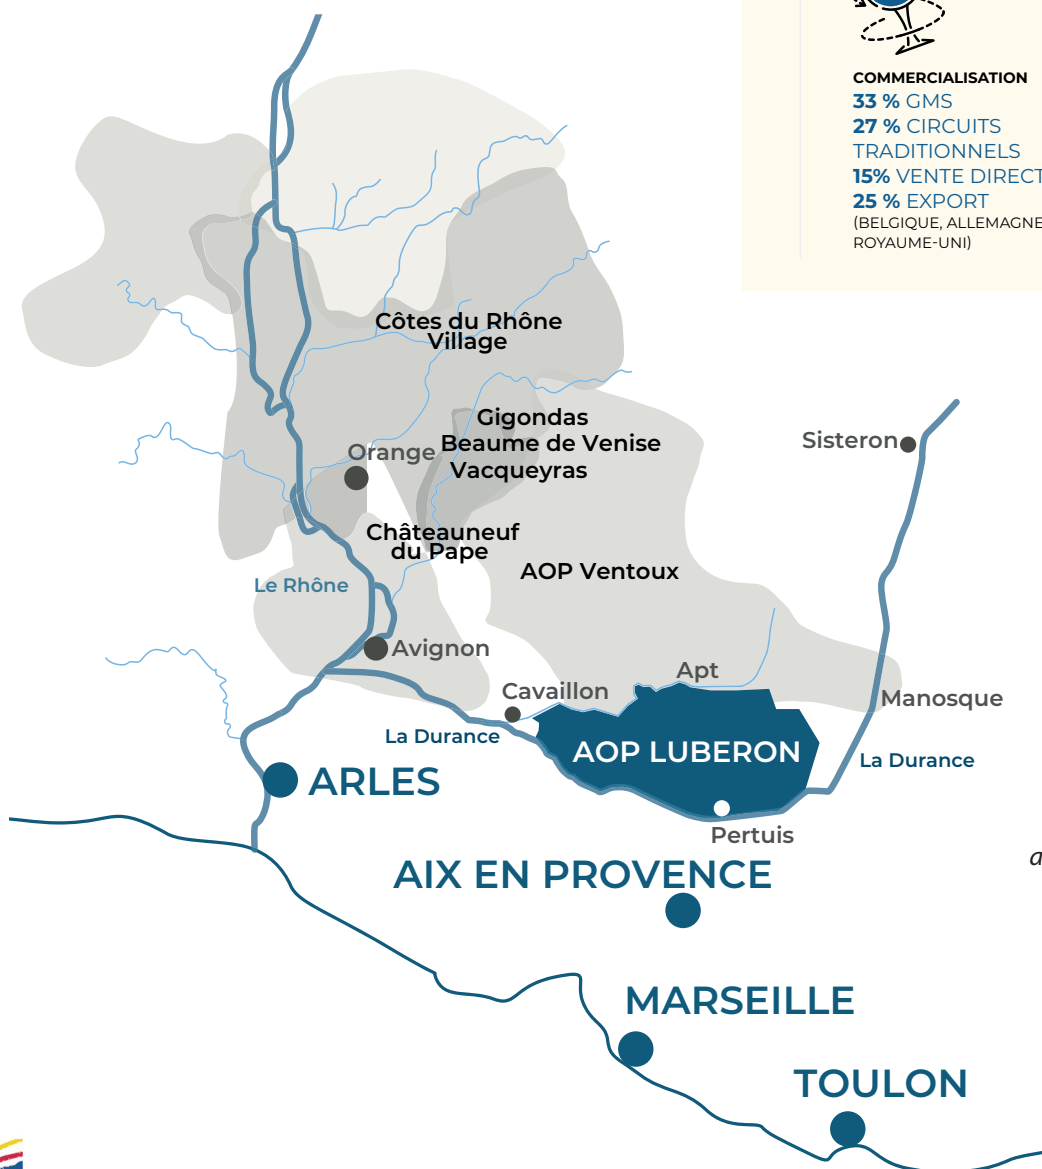 COMMERCIALISATION
33 % GMS
27 % CIRCUITS
TRADITIONNELS
15% VENTE DIRECT
25 % EXPORT
(BELGIQUE, ALLEMAGNE
ROYAUME-UNI)
Côtes du Rhône
Village
Gigondas
Beaume de Venise
Vacqueyras
Orange
Sisteron
Châteauneuf
du Pape
AOP Ventoux
Le Rhône
Avignon
Apt
Cavaillon
Manosque
La Durance
AOP LUBERON
La Durance
ARLES
Pertuis
a
AIX EN PROVENCE
MARSEILLE
TOULON